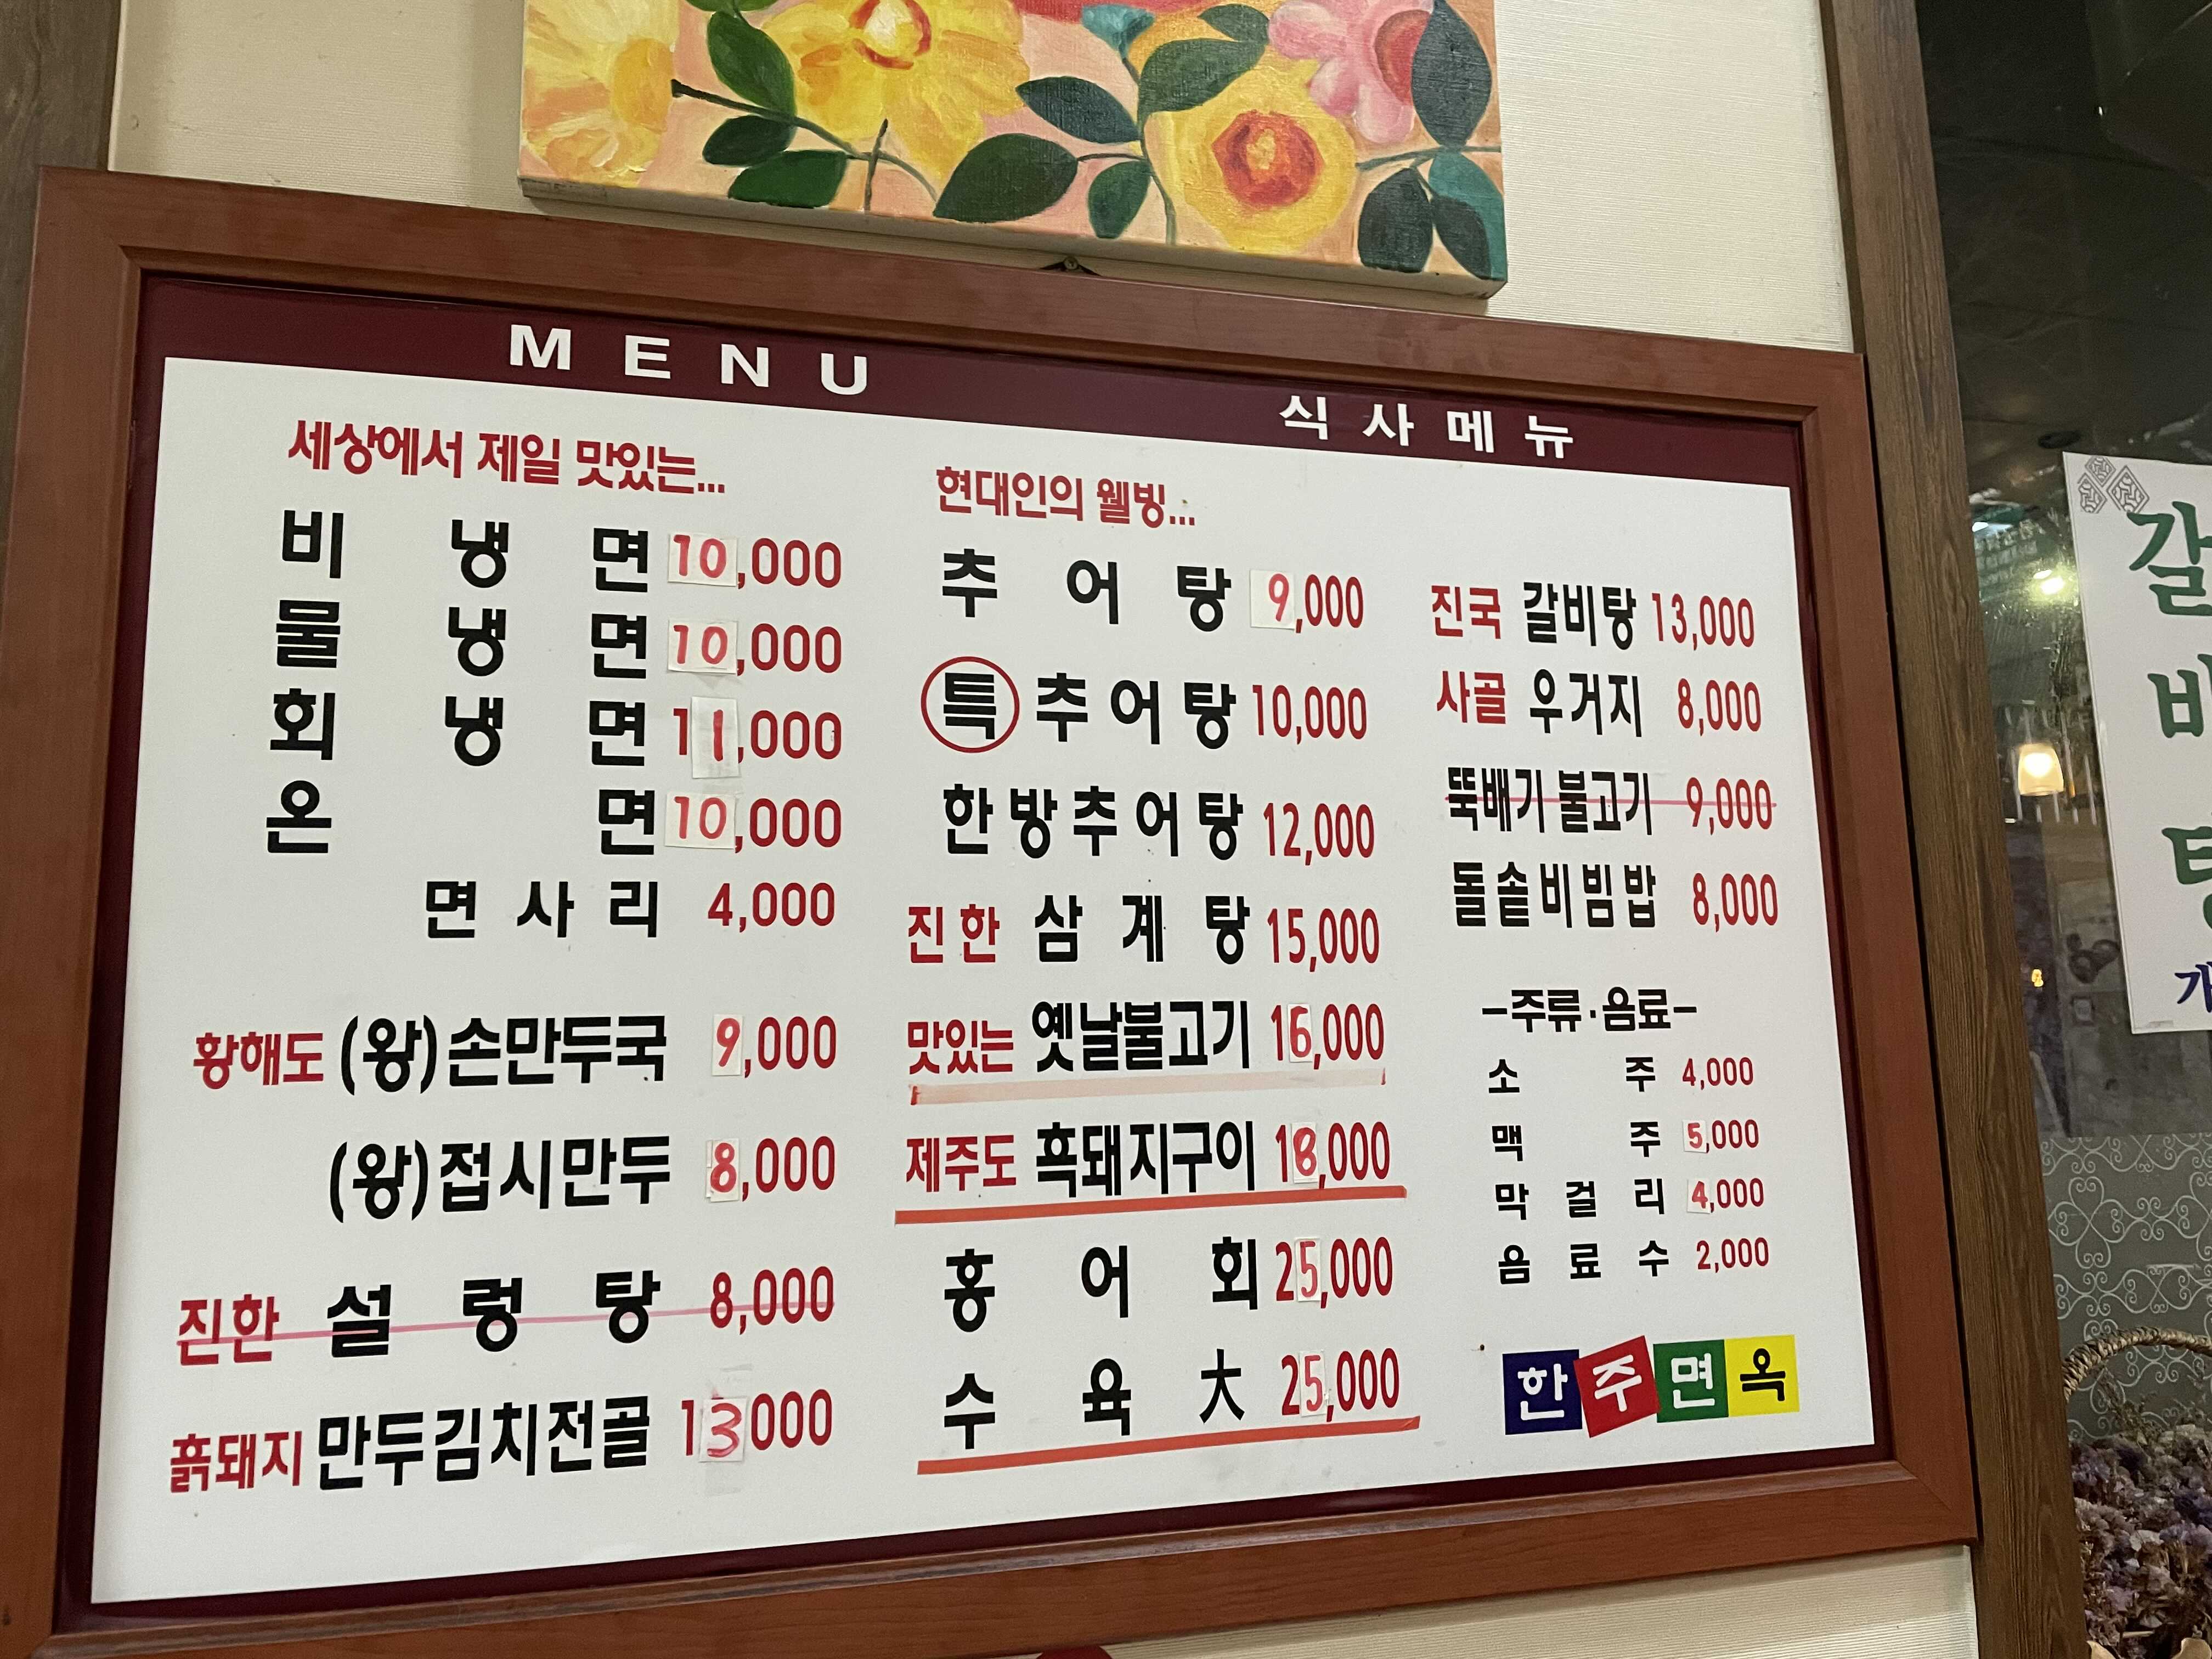 MENU
식사메뉴
세상에서 제일 맛있는...
비 냉 면 10,000
물 냉 면 10,000
회 냉 면 11,000
온 면 10,000
면 사 리 4,000
황해도 (왕)손만두국 9,000
(왕)접시만두 8,000
진한 설 렁 탕 8,000
흙돼지 만두김치전골 13000
현대인의 웰빙...
추 어 탕 9,000
특 추 어 탕 10,000
한방추어탕 12,000
진한 삼 계 탕 15,000
맛있는 옛날불고기 16,000
제주도 흑돼지구이 18,000
홍 어 회 25,000
수 육 大 25,000
진국 갈비탕 13,000
사골 우거지 8,000
뚝배기 불고기 9,000
돌솥비빔밥 8,000
-주류·음료-
소 주 4,000
맥 주 5,000
막 걸 리 4,000
음 료 수 2,000
한주면옥
갈